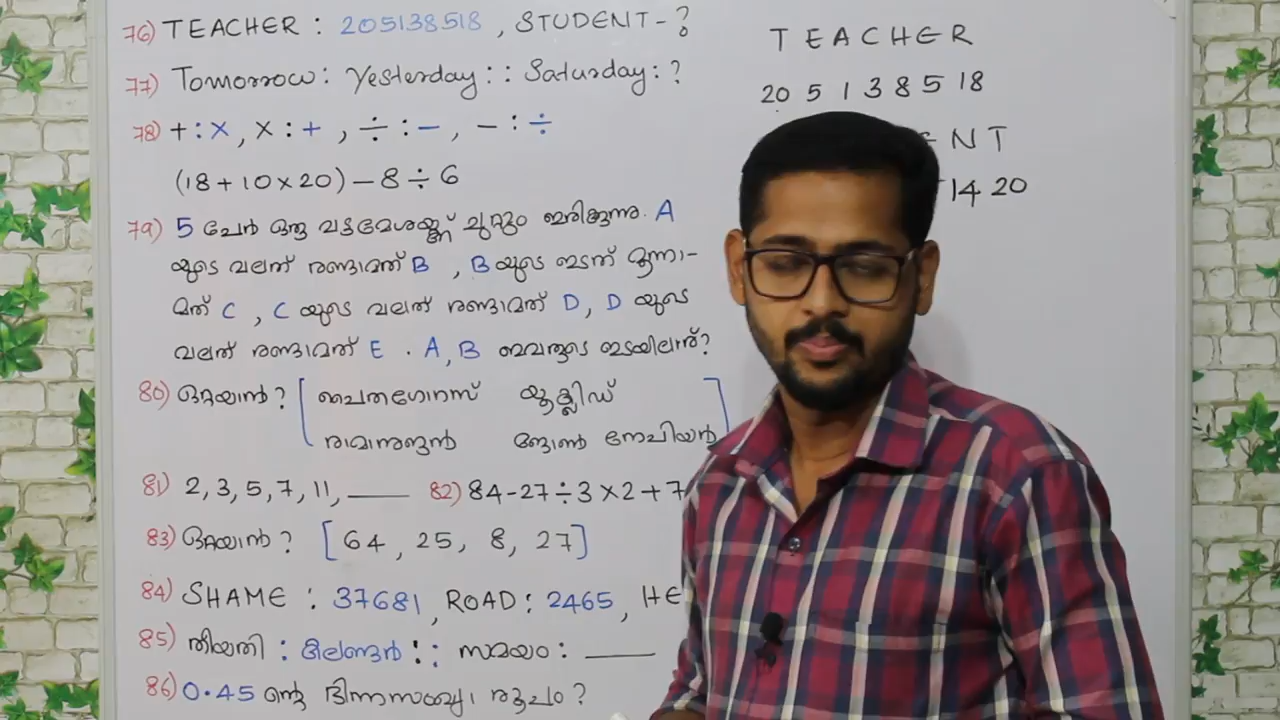 76) TEACHER : 205138518 , STUDENT - ?
77) Tomorrow : Yesterday : : Saturday : ?
78) + : × , × : + , ÷ : - , - : ÷
(18 + 10 × 20) - 8 ÷ 6
79) 5 പേർ ഒരു വട്ടമേശയ്ക്ക് ചുറ്റും ഇരിക്കുന്നു. A
യുടെ വലത് രണ്ടാമത് B , B യുടെ ഇടത് മൂന്നാ-
മത് C , C യുടെ വലത് രണ്ടാമത് D , D യുടെ
വലത് രണ്ടാമത് E . A, B ഇവരുടെ ഇടയിലാര്?
80) ഒറ്റയാൻ ? [ പൈതഗോറസ് യൂക്ലിഡ് ]
രാമാനുജൻ ജോൺ നേപിയൻ
81) 2, 3, 5, 7, 11, ____ 82) 84 - 27 ÷ 3 × 2 + 7
83) ഒറ്റയാൻ ? [ 64 , 25, 8, 27 ]
84) SHAME : 37681 , ROAD : 2465 , HE
85) തീയതി : കലണ്ടർ : : സമയം : ____
86) 0.45 ന്റെ ഭിന്നസംഖ്യാ രൂപം ?
T E A C H E R
20 5 1 3 8 5 18
E N T
14 20